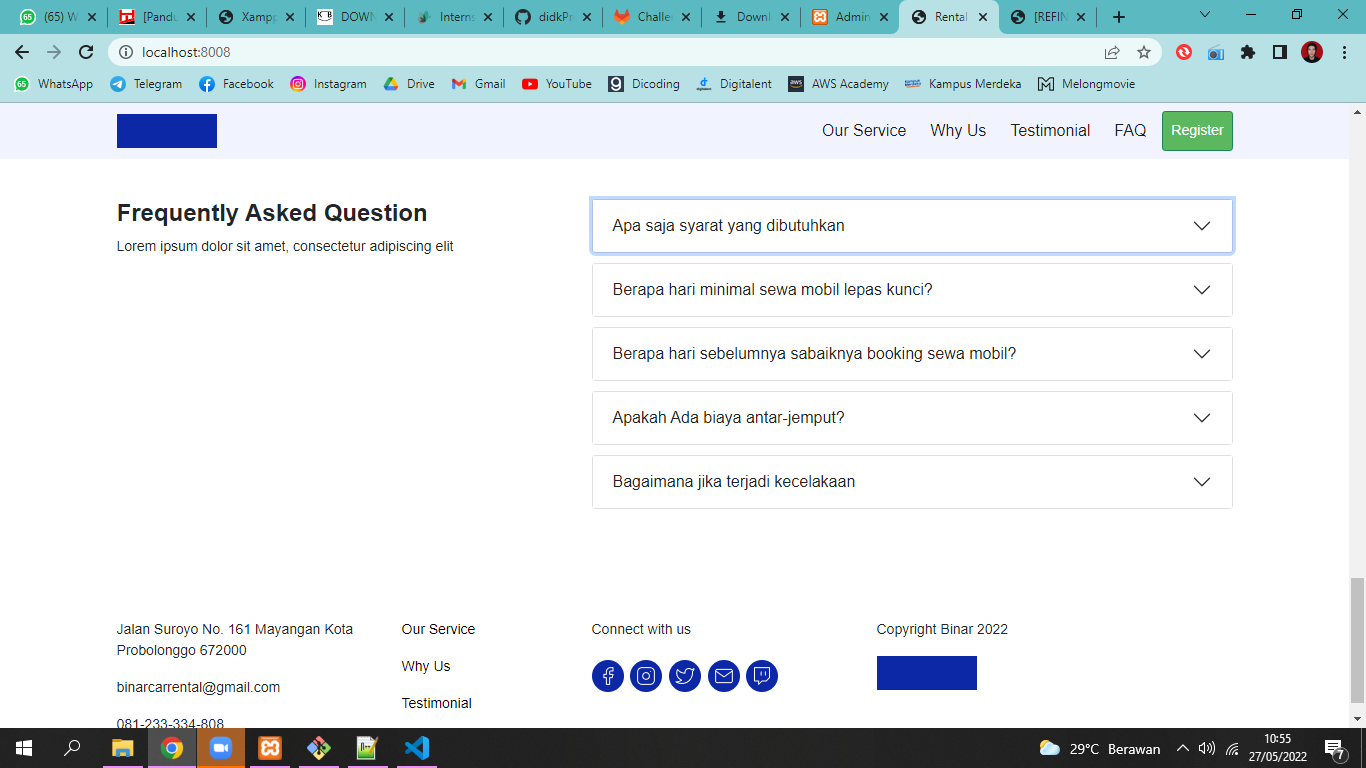 (65) W
[Pandu
Xampp
DOWN
Interns
didkPr
Challe
Downl
Admin
Rental
[REFIN
localhost:8008
WhatsApp
Telegram
Facebook
Instagram
Drive
Gmail
YouTube
Dicoding
Digitalent
AWS Academy
Kampus Merdeka
Melongmovie
Our Service
Why Us
Testimonial
FAQ
Register
Frequently Asked Question
Lorem ipsum dolor sit amet, consectetur adipiscing elit
Apa saja syarat yang dibutuhkan
Berapa hari minimal sewa mobil lepas kunci?
Berapa hari sebelumnya sabaiknya booking sewa mobil?
Apakah Ada biaya antar-jemput?
Bagaimana jika terjadi kecelakaan
Jalan Suroyo No. 161 Mayangan Kota
Probolonggo 672000
binarcarrental@gmail.com
081-233-334-808
Our Service
Why Us
Testimonial
Connect with us
Copyright Binar 2022
29°C Berawan
10:55
27/05/2022
7